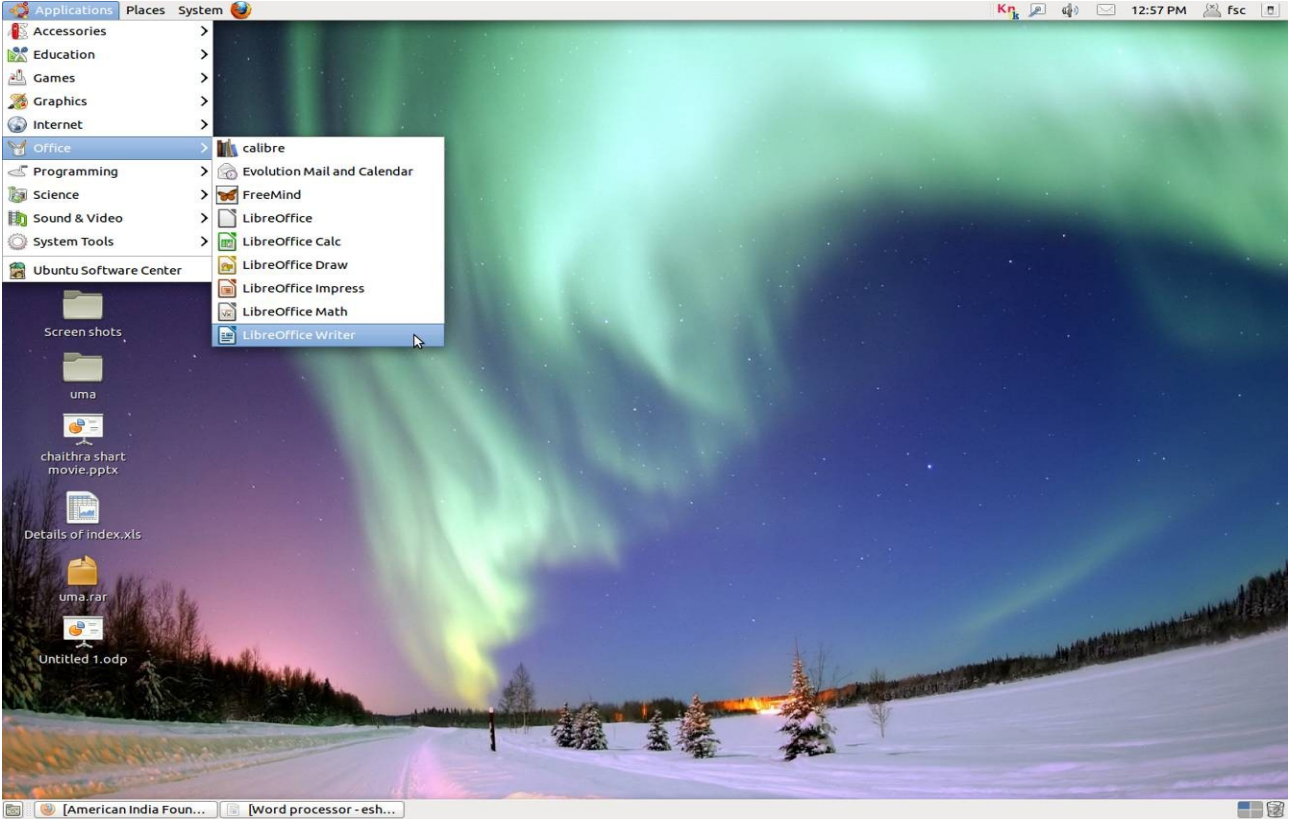 Applications Places System
Kn k 12:57 PM fsc
Accessories
Education
Games
Graphics
Internet
Office
Programming
Science
Sound & Video
System Tools
Ubuntu Software Center
calibre
Evolution Mail and Calendar
FreeMind
LibreOffice
LibreOffice Calc
LibreOffice Draw
LibreOffice Impress
LibreOffice Math
LibreOffice Writer
Screen shots
uma
chaithra shart
movie.pptx
Details of index.xls
uma.rar
Untitled 1.odp
[American India Foun... [Word processor - esh...